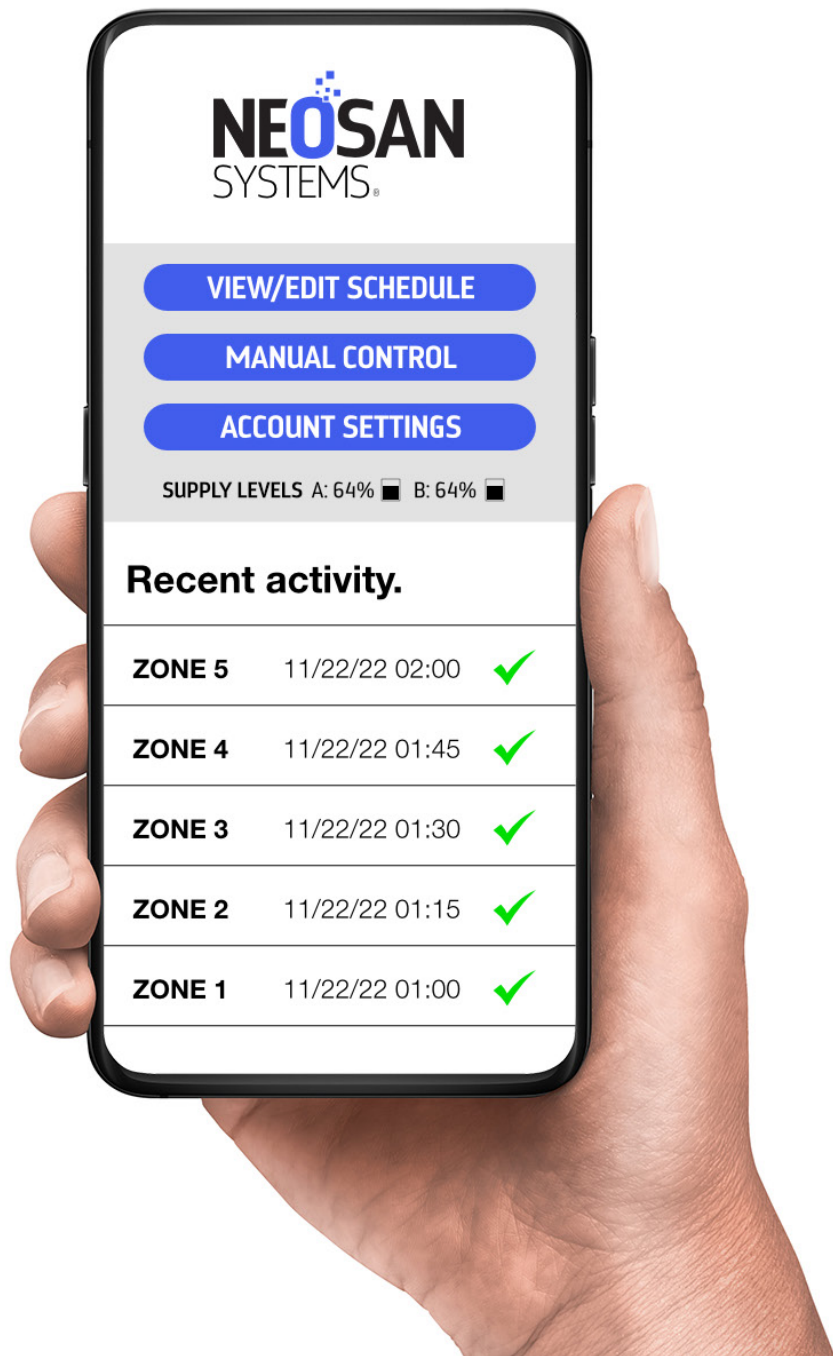 NEOSAN
SYSTEMS®
VIEW/EDIT SCHEDULE
MANUAL CONTROL
ACCOUNT SETTINGS
SUPPLY LEVELS A: 64% B: 64%
Recent activity.
ZONE 5 11/22/22 02:00
ZONE 4 11/22/22 01:45
ZONE 3 11/22/22 01:30
ZONE 2 11/22/22 01:15
ZONE 1 11/22/22 01:00